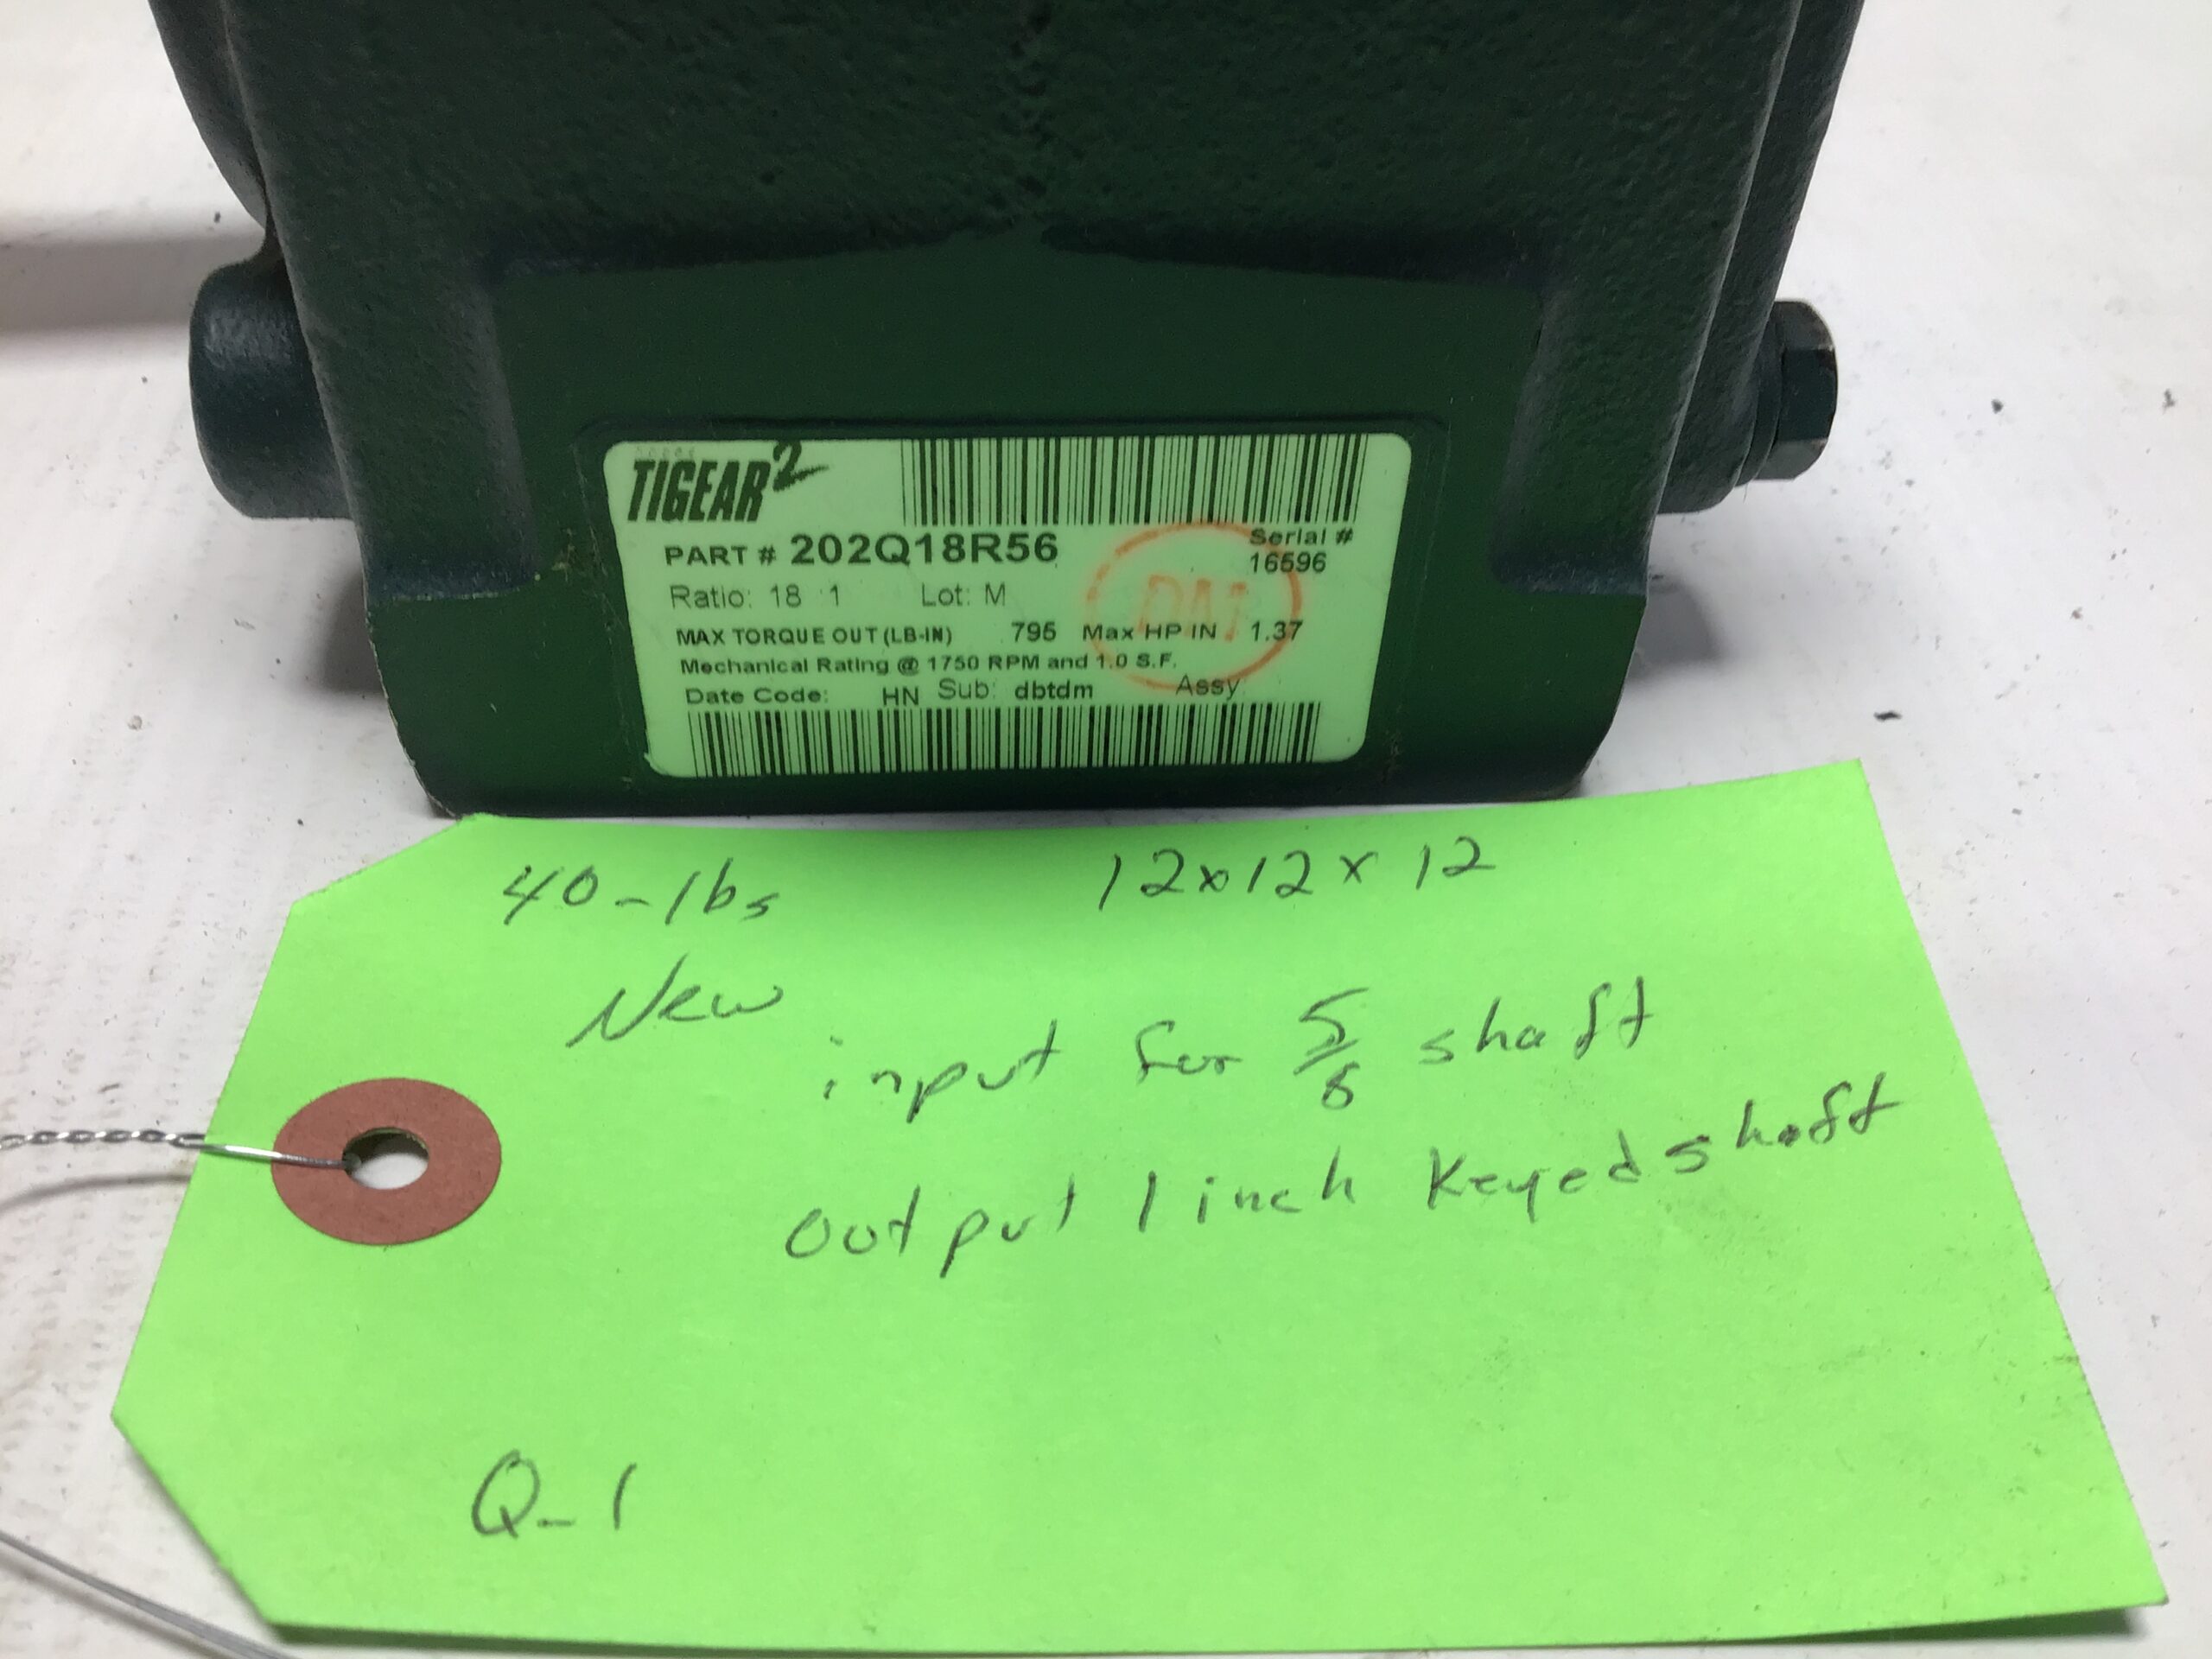 TIGEAR2
PART # 202Q18R56
Serial #
16596
Ratio: 18 : 1 Lot: M
MAX TORQUE OUT (LB-IN) 795 Max HP IN 1.37
Mechanical Rating @ 1750 RPM and 1.0 S.F.
Date Code: HN Sub: dbtdm Assy
DM
40-lbs 12x12x12
New
input for 5/8 shaft
output 1 inch Keyed shaft
Q-1